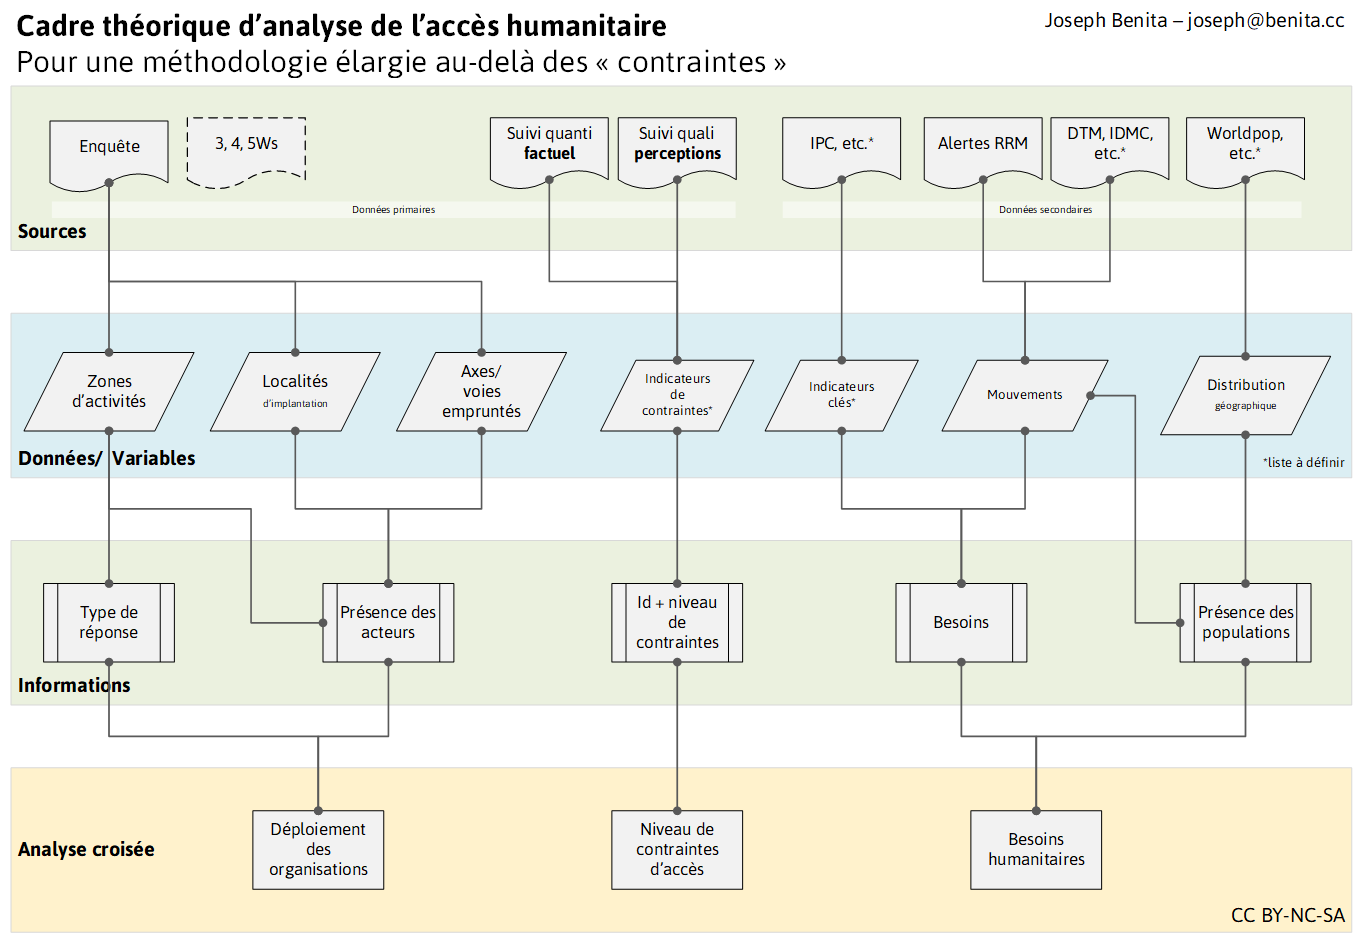 Cadre théorique d’analyse de l’accès humanitaire
Joseph Benita – joseph@benita.cc
Pour une méthodologie élargie au-delà des « contraintes »
Enquête
3, 4, 5Ws
Suivi quanti
factuel
Suivi quali
perceptions
IPC, etc.*
Alertes RRM
DTM, IDMC,
etc.*
Worldpop,
etc.*
Données primaires
Données secondaires
Sources
Zones
d’activités
Localités
d’implantation
Axes/
voies
empruntés
Indicateurs
de
contraintes*
Indicateurs
clés*
Mouvements
Distribution
géographique
Données/ Variables
*liste à définir
Type de
réponse
Présence des
acteurs
Id + niveau
de
contraintes
Besoins
Présence des
populations
Informations
Déploiement
des
organisations
Niveau de
contraintes
d’accès
Besoins
humanitaires
Analyse croisée
CC BY-NC-SA